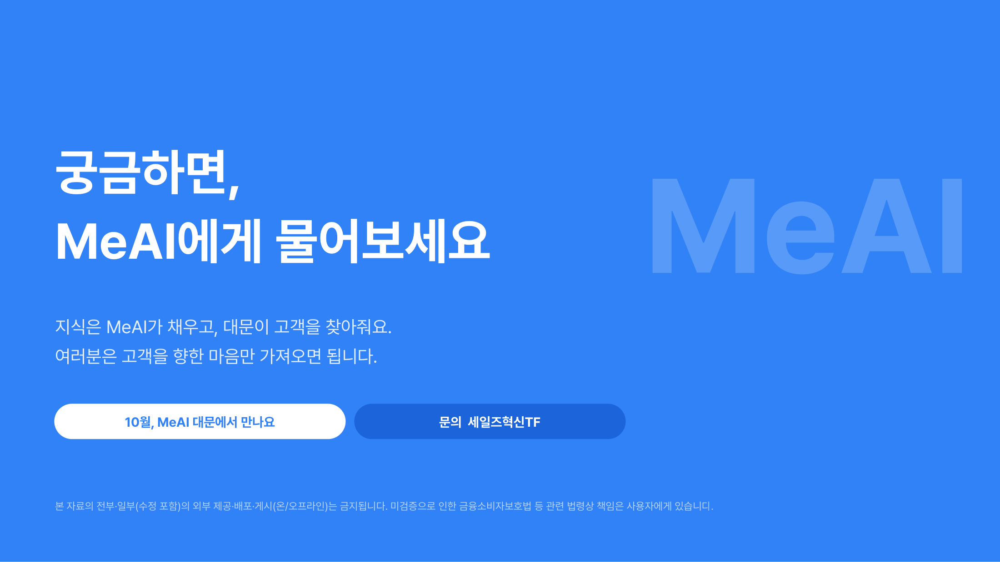 궁금하면,
MeAI에게 물어보세요
MeAI
지식은 MeAI가 채우고, 대문이 고객을 찾아줘요.
여러분은 고객을 향한 마음만 가져오면 됩니다.
10월, MeAI 대문에서 만나요
문의 세일즈혁신TF
본 자료의 전부·일부(수정 포함)의 외부 제공·배포·게시(온/오프라인)는 금지됩니다. 미검증으로 인한 금융소비자보호법 등 관련 법령상 책임은 사용자에게 있습니디.